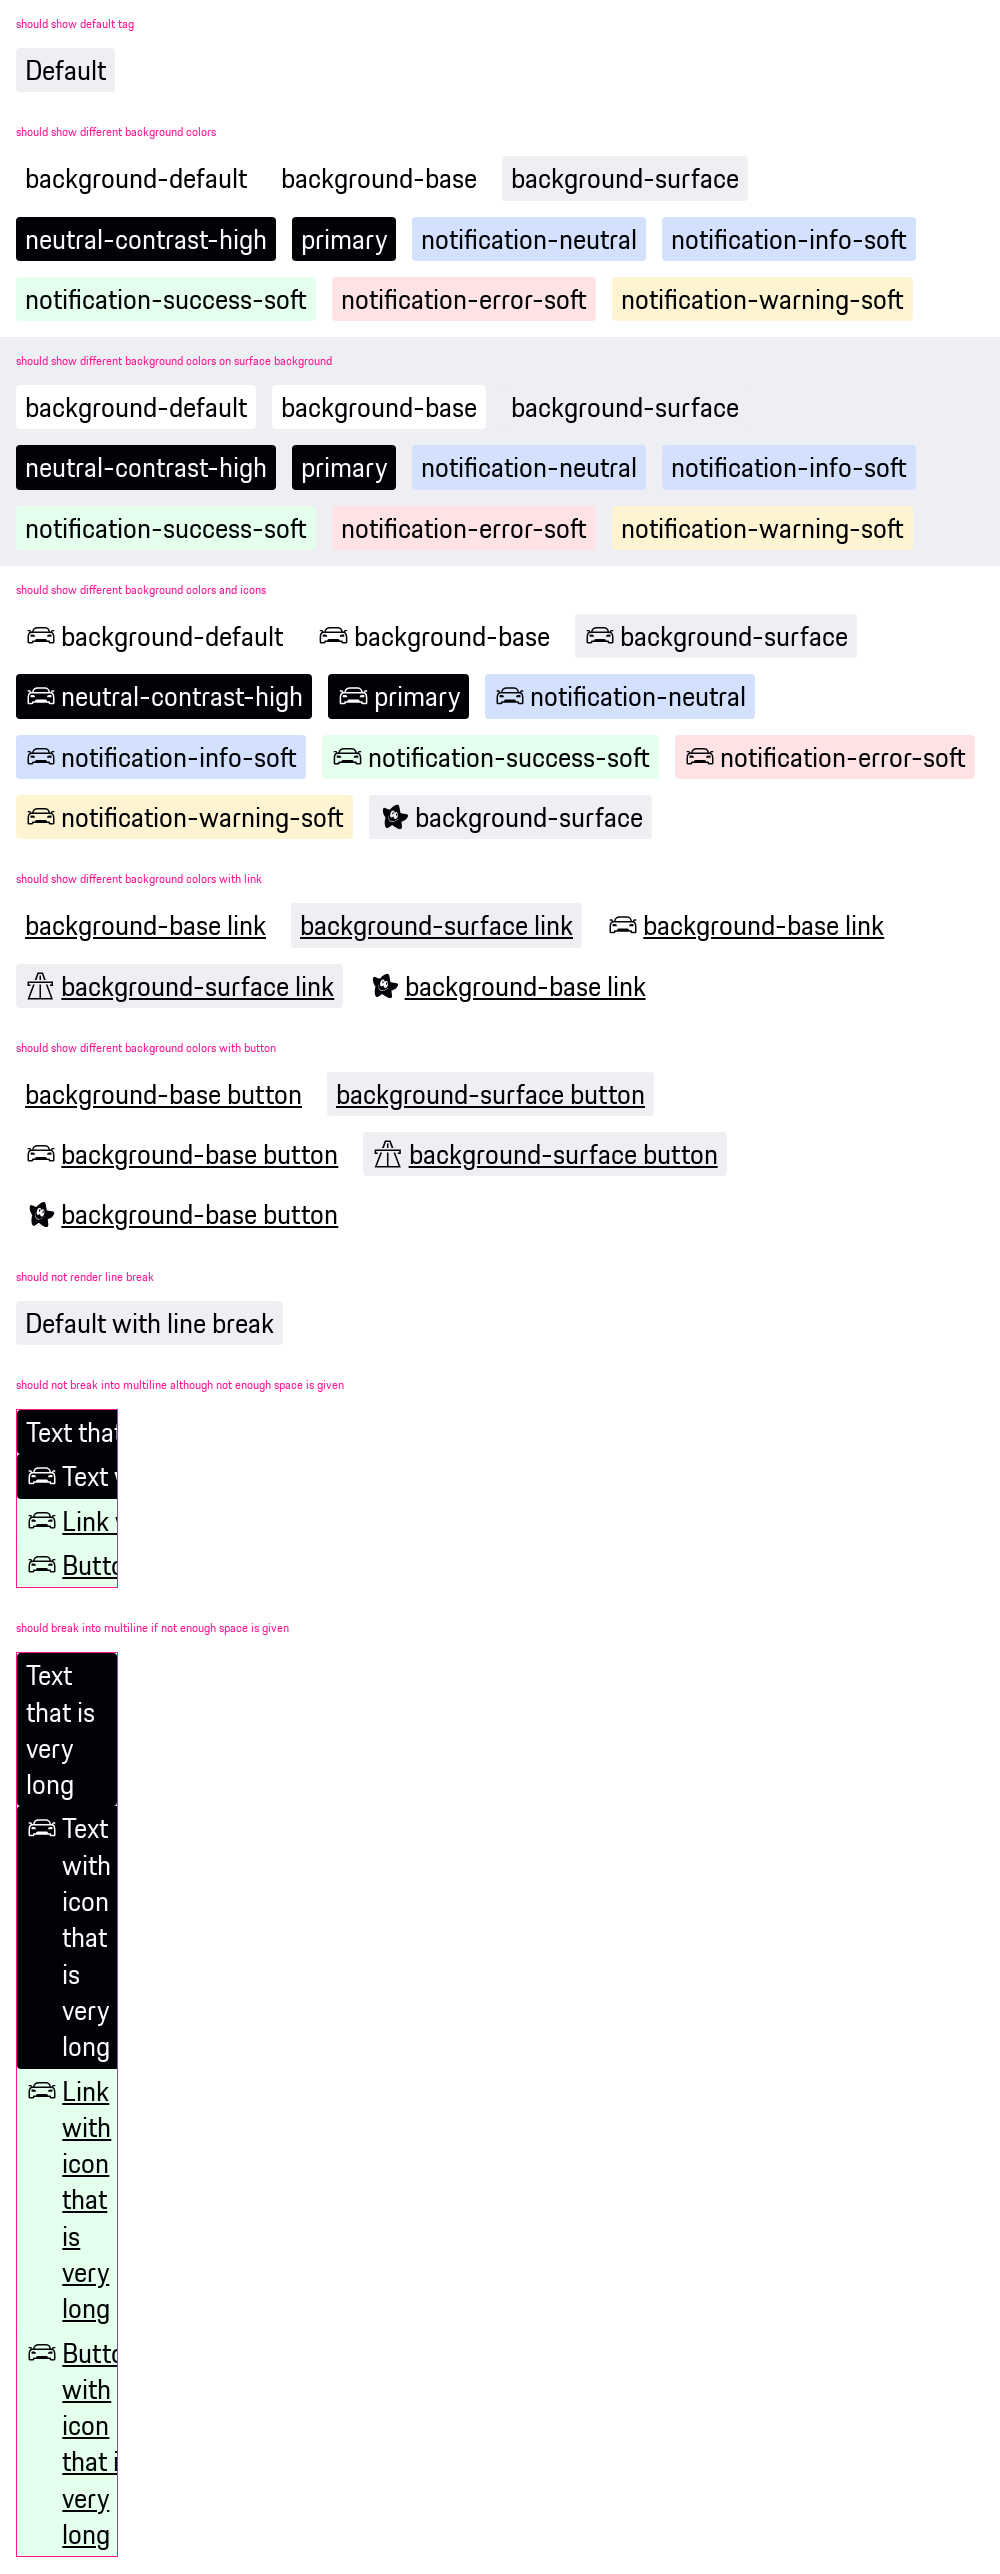 should show default tag
Default
should show different background colors
background-default background-base background-surface
neutral-contrast-high primary notification-neutral notification-info-soft
notification-success-soft notification-error-soft notification-warning-soft
should show different background colors on surface background
background-default background-base background-surface
neutral-contrast-high primary notification-neutral notification-info-soft
notification-success-soft notification-error-soft notification-warning-soft
should show different background colors and icons
background-default background-base background-surface
neutral-contrast-high primary notification-neutral
notification-info-soft notification-success-soft notification-error-soft
notification-warning-soft background-surface
should show different background colors with link
background-base link background-surface link background-base link
background-surface link background-base link
should show different background colors with button
background-base button background-surface button
background-base button background-surface button
background-base button
should not render line break
Default with line break
should not break into multiline although not enough space is given
Text that
Text
Link
Butto
should break into multiline if not enough space is given
Text
that is
very
long
Text
with
icon
that
is
very
long
Link
with
icon
that
is
very
long
Butto
with
icon
that i
very
long